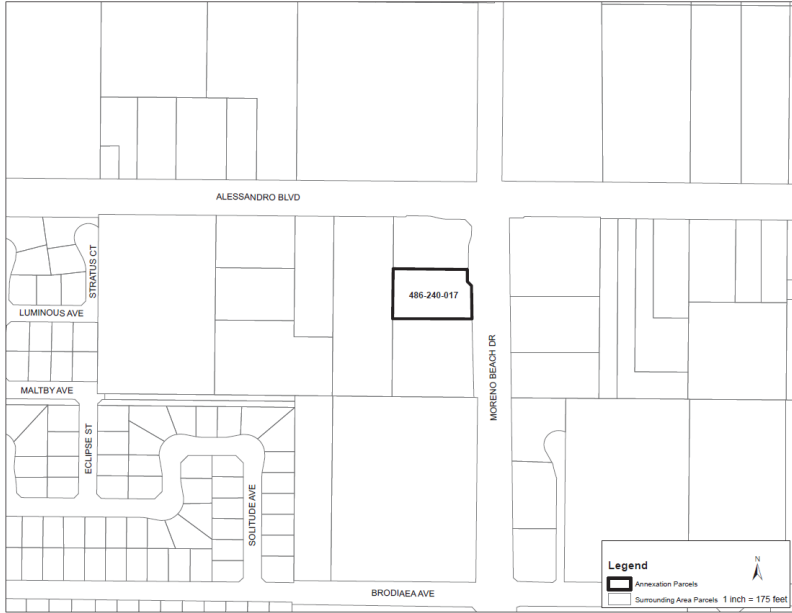 ALESSANDRO BLVD
STRATUS CT
486-240-017
LUMINOUS AVE
MORENO BEACH DR
MALTBY AVE
ECLIPSE ST
SOLITUDE AVE
BRODIAEA AVE
Legend
N
Annexation Parcels
Surrounding Area Parcels 1 inch = 175 feet